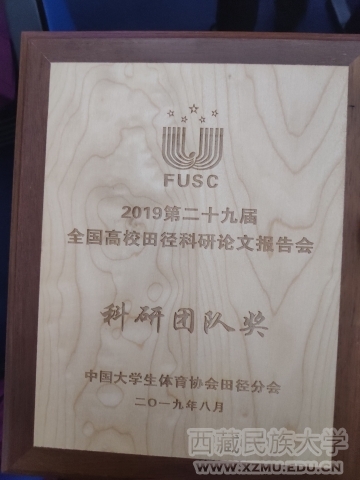 FUSC
2019第二十九届
全国高校田径科研论文报告会
科研团队奖
中国大学生体育协会田径分会
二〇一九年八月
西藏民族大学
WWW.XZMU.EDU.CN